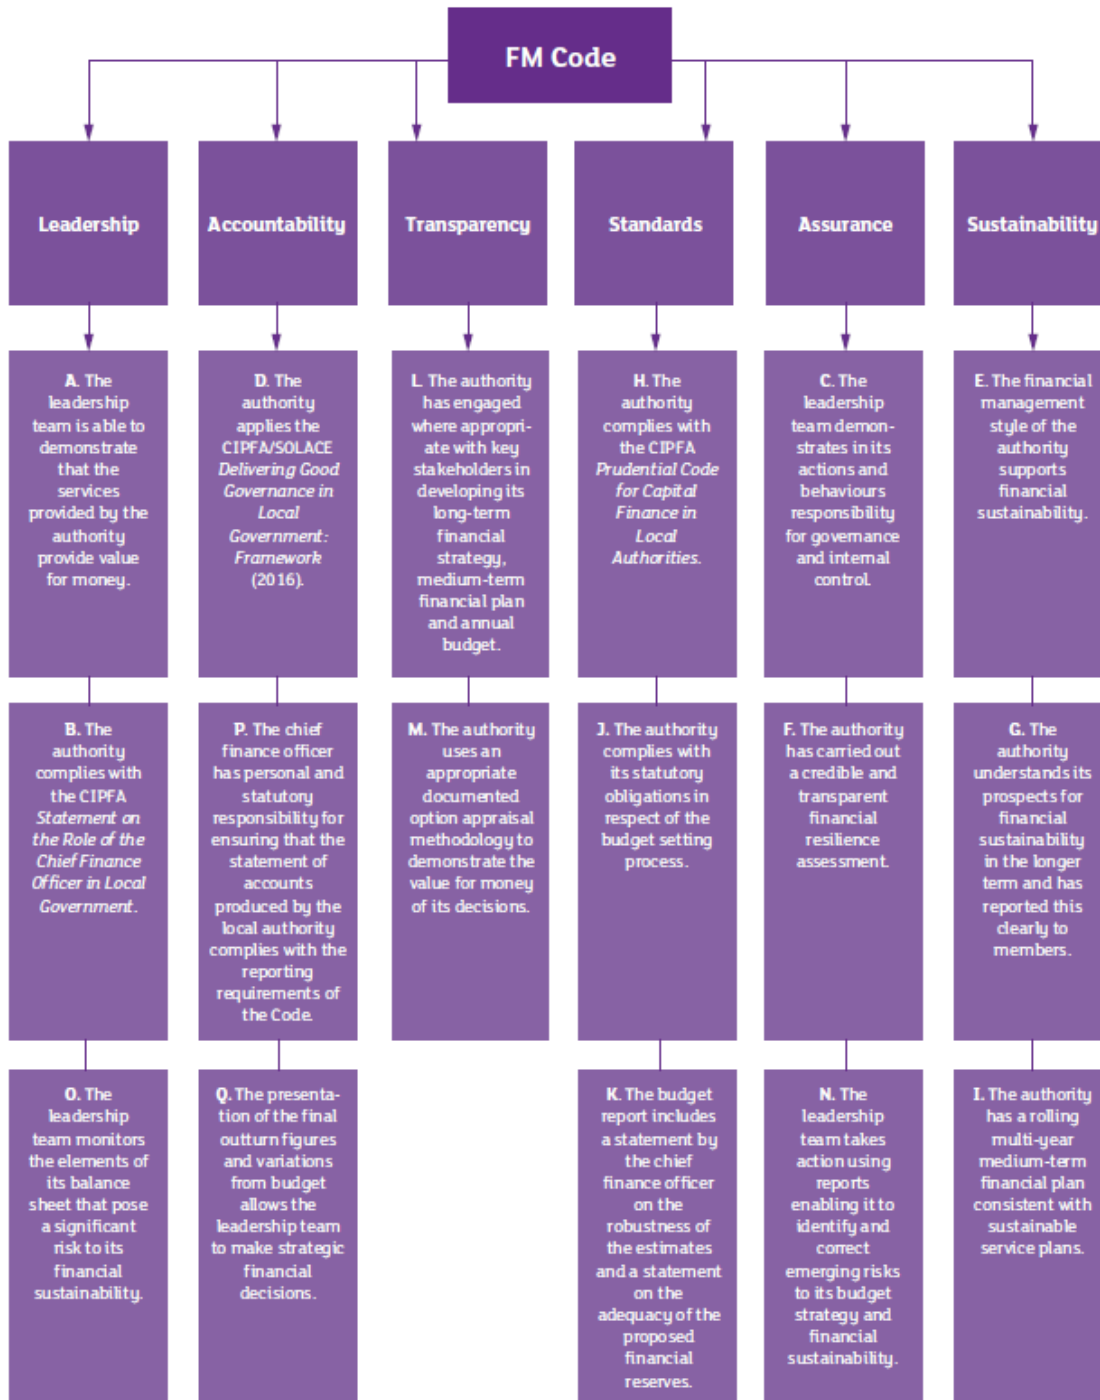 FM Code
Leadership
Accountability
Transparency
Standards
Assurance
Sustainability
A. The
leadership
team is able to
demonstrate
that the
services
provided by the
authority
provide value
for money.
D. The
authority
applies the
CIPFA/SOLACE
Delivering Good
Governance in
Local
Government:
Framework
(2016).
L. The authority
has engaged
where appropri-
ate with key
stakeholders in
developing its
long-term
financial
strategy,
medium-term
financial plan
and annual
budget.
H. The
authority
complies with
the CIPFA
Prudential Code
for Capital
Finance in
Local
Authorities.
C. The
leadership
team demon-
strates in its
actions and
behaviours
responsibility
for governance
and internal
control.
E. The financial
management
style of the
authority
supports
financial
sustainability.
B. The
authority
complies with
the CIPFA
Statement on
the Role of the
Chief Finance
Officer in Local
Government.
P. The chief
finance officer
has personal and
statutory
responsibility for
ensuring that the
statement of
accounts
produced by the
local authority
complies with the
reporting
requirements of
the Code.
M. The authority
uses an
appropriate
documented
option appraisal
methodology to
demonstrate the
value for money
of its decisions.
J. The authority
complies with
its statutory
obligations in
respect of the
budget setting
process.
F. The authority
has carried out
a credible and
transparent
financial
resilience
assessment.
G. The
authority
understands its
prospects for
financial
sustainability
in the longer
term and has
reported this
clearly to
members.
O. The
leadership
team monitors
the elements of
its balance
sheet that pose
a significant
risk to its
financial
sustainability.
Q. The presenta-
tion of the final
outturn figures
and variations
from budget
allows the
leadership team
to make strategic
financial
decisions.
K. The budget
report includes
a statement by
the chief
finance officer
on the
robustness of
the estimates
and a statement
on the
adequacy of the
proposed
financial
reserves.
N. The
leadership
team takes
action using
reports
enabling it to
identify and
correct
emerging risks
to its budget
strategy and
financial
sustainability.
I. The authority
has a rolling
multi-year
medium-term
financial plan
consistent with
sustainable
service plans.